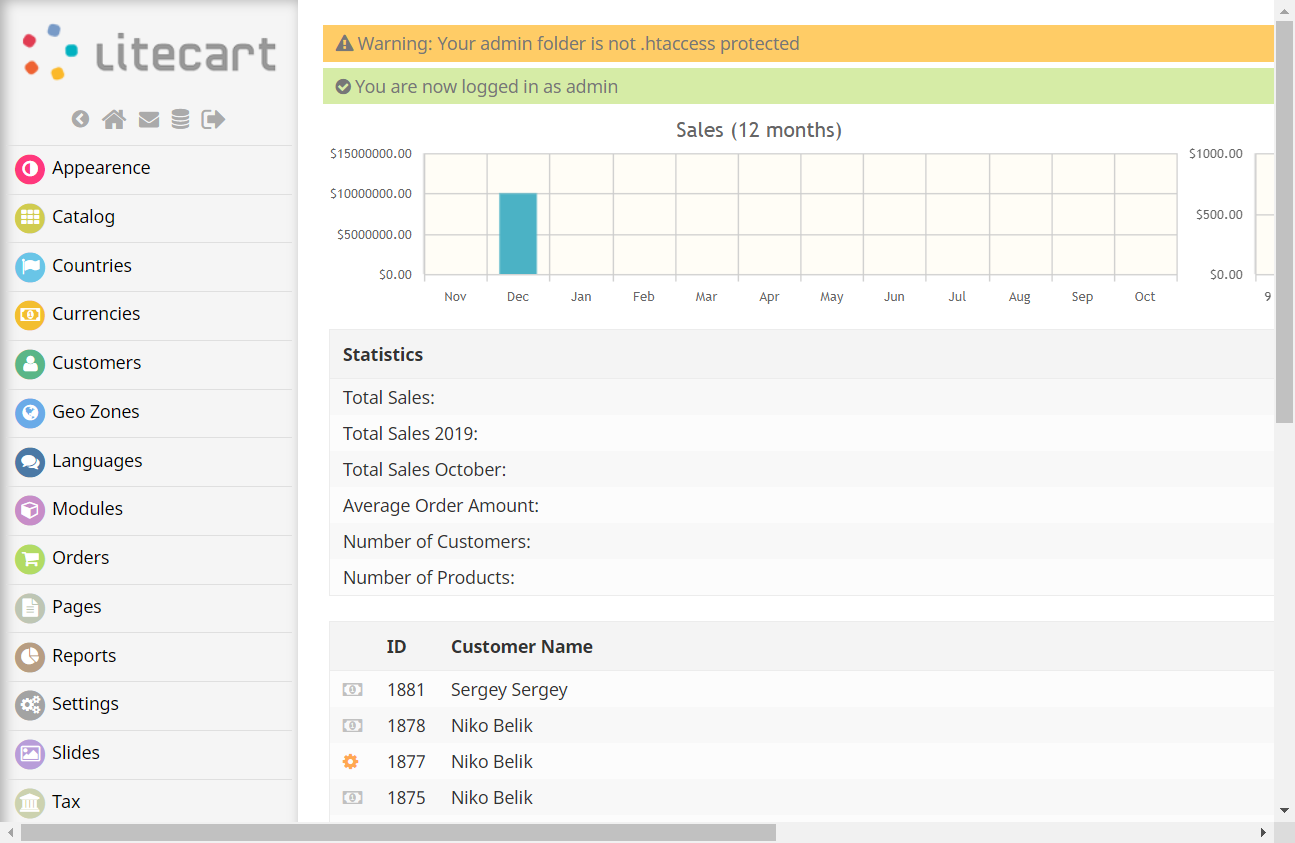 litecart
Appearence
Catalog
Countries
Currencies
Customers
Geo Zones
Languages
Modules
Orders
Pages
Reports
Settings
Slides
Tax
Warning: Your admin folder is not .htaccess protected
You are now logged in as admin
Sales (12 months)
$15000000.00
$10000000.00
$5000000.00
$0.00
Nov Dec Jan Feb Mar Apr May Jun Jul Aug Sep Oct
$1000.00
$500.00
$0.00
9
Statistics
Total Sales:
Total Sales 2019:
Total Sales October:
Average Order Amount:
Number of Customers:
Number of Products:
ID Customer Name
1881 Sergey Sergey
1878 Niko Belik
1877 Niko Belik
1875 Niko Belik